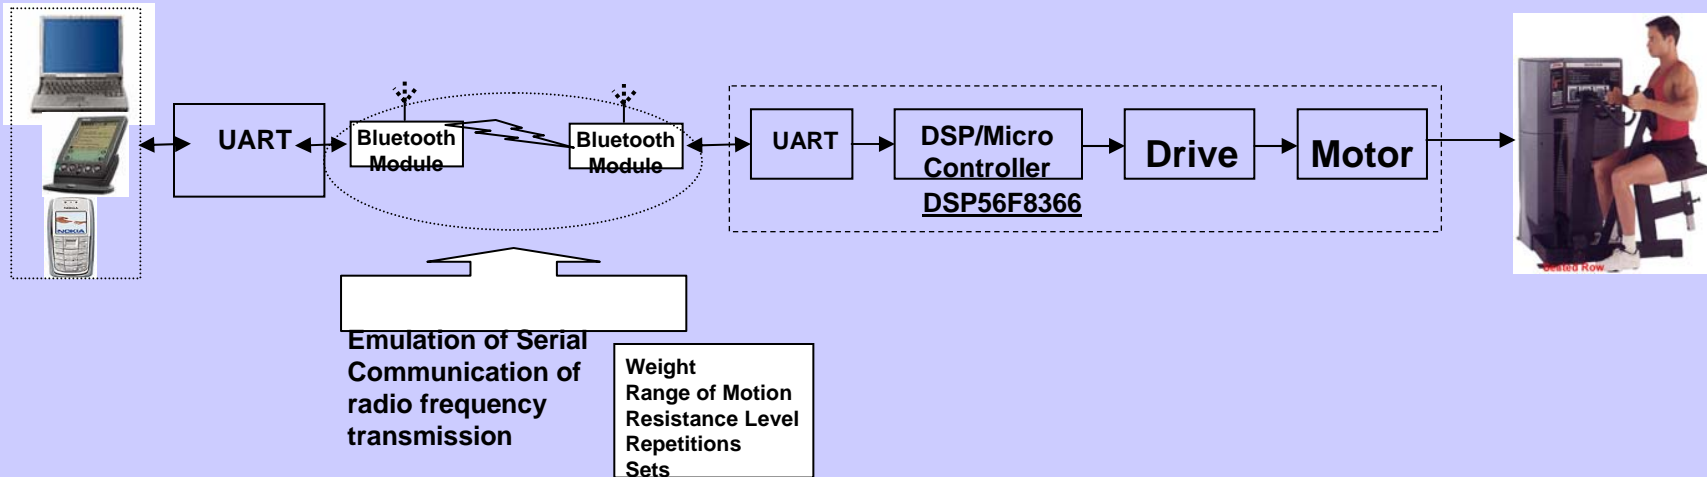 UART
Bluetooth
Module
Bluetooth
Module
UART
DSP/Micro
Controller
DSP56F8366
Drive
Motor
NOKIA
Seated Row
Emulation of Serial
Communication of
radio frequency
transmission
Weight
Range of Motion
Resistance Level
Repetitions
Sets